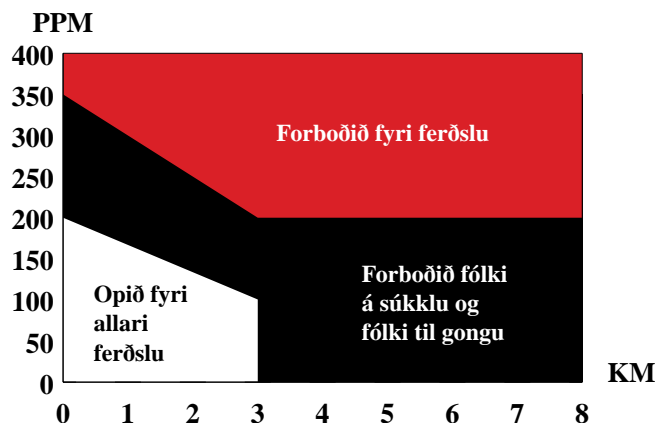 PPM
400
350
300
250
200
150
100
50
0
Forboðið fyri ferðslu
Forboðið fólki
á súkklu og
fólki til gongu
Opið fyri
allari
ferðslu
KM
0 1 2 3 4 5 6 7 8